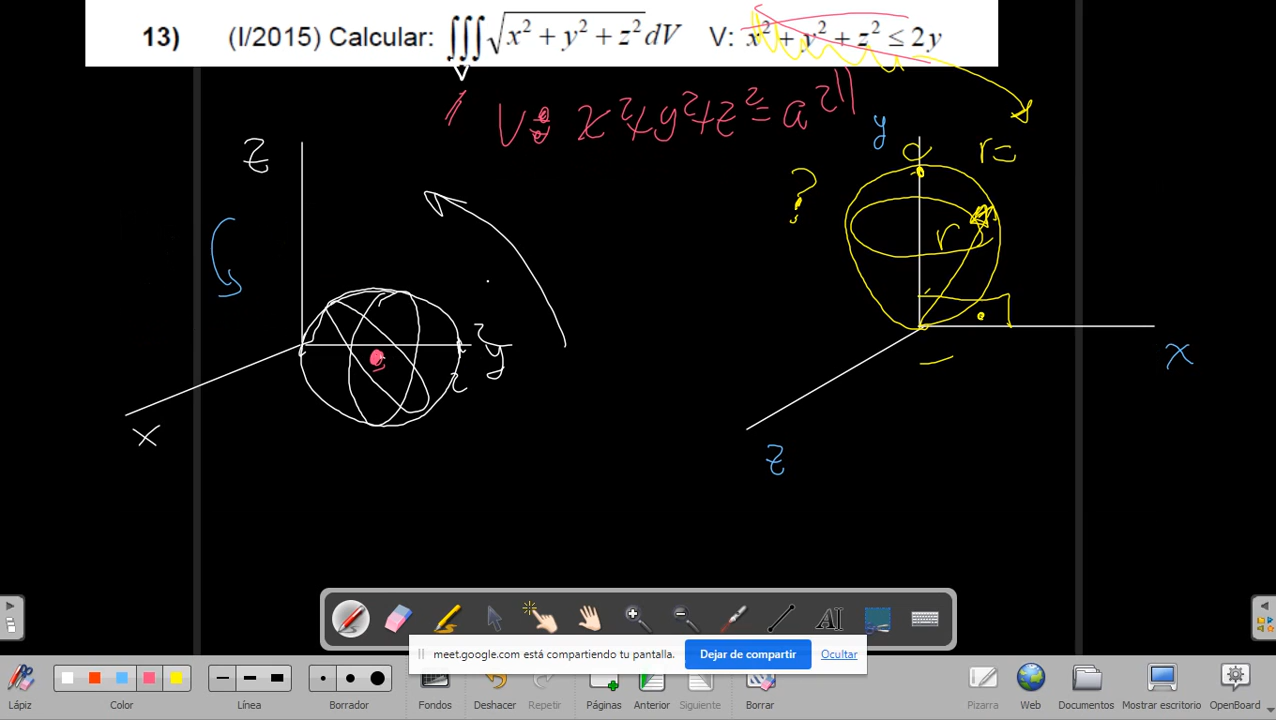 13) (I/2015) Calcular: ∭√x² + y² + z² dV V: x² + y² + z² ≤ 2y
V: x² + y² + z² = a²
y
z
a r=
?
r
y
x
x
z
meet.google.com está compartiendo tu pantalla. Dejar de compartir Ocultar
Lápiz Color Línea Borrador Fondos Deshacer Repetir Páginas Anterior Siguiente Borrar Pizarra Web Documentos Mostrar escritorio OpenBoard